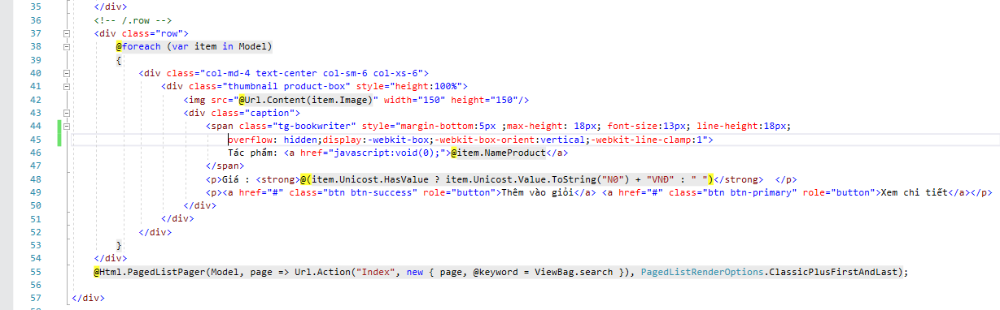 35 </div>
36 <!-- /.row -->
37 <div class="row">
38 @foreach (var item in Model)
39 {
40 <div class="col-md-4 text-center col-sm-6 col-xs-6">
41 <div class="thumbnail product-box" style="height:100%">
42 <img src="@Url.Content(item.Image)" width="150" height="150"/>
43 <div class="caption">
44 <span class="tg-bookwriter" style="margin-bottom:5px ;max-height: 18px; font-size:13px; line-height:18px;
45 overflow: hidden;display:-webkit-box;-webkit-box-orient:vertical;-webkit-line-clamp:1">
46 Tác phẩm: <a href="javascript:void(0);">@item.NameProduct</a>
47 </span>
48 <p>Giá : <strong>@(item.Unicost.HasValue ? item.Unicost.Value.ToString("N0") + "VNĐ" : " ")</strong>  </p>
49 <p><a href="#" class="btn btn-success" role="button">Thêm vào giỏi</a> <a href="#" class="btn btn-primary" role="button">Xem chi tiết</a></p>
50 </div>
51 </div>
52 </div>
53 }
54 </div>
55 @Html.PagedListPager(Model, page => Url.Action("Index", new { page, @keyword = ViewBag.search }), PagedListRenderOptions.ClassicPlusFirstAndLast);
56
57 </div>